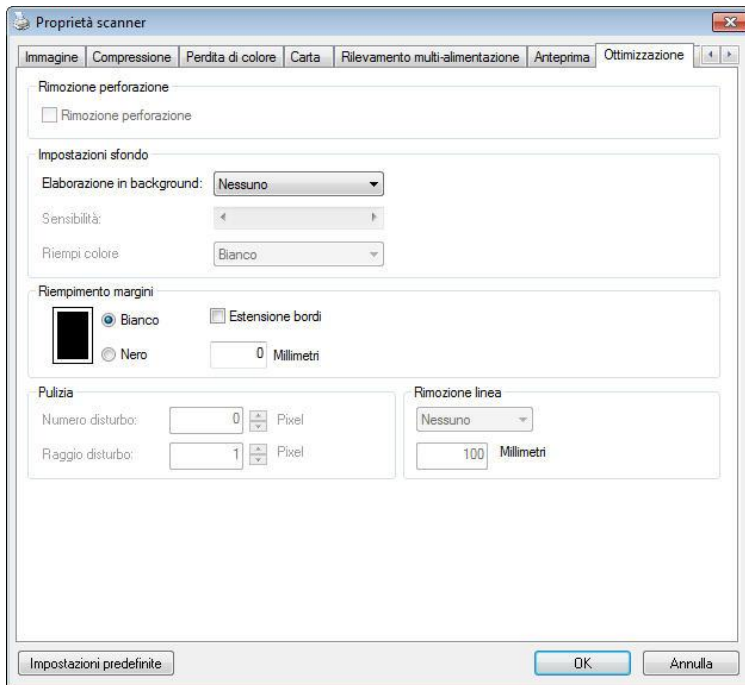 Proprietà scanner
Immagine Compressione Perdita di colore Carta Rilevamento multi-alimentazione Anteprima Ottimizzazione
Rimozione perforazione
Rimozione perforazione
Impostazioni sfondo
Elaborazione in background: Nessuno
Sensibilità:
Riempi colore Bianco
Riempimento margini
Bianco Estensione bordi
Nero 0 Millimetri
Pulizia
Numero disturbo: 0 Pixel
Raggio disturbo: 1 Pixel
Rimozione linea
Nessuno
100 Millimetri
Impostazioni predefinite OK Annulla